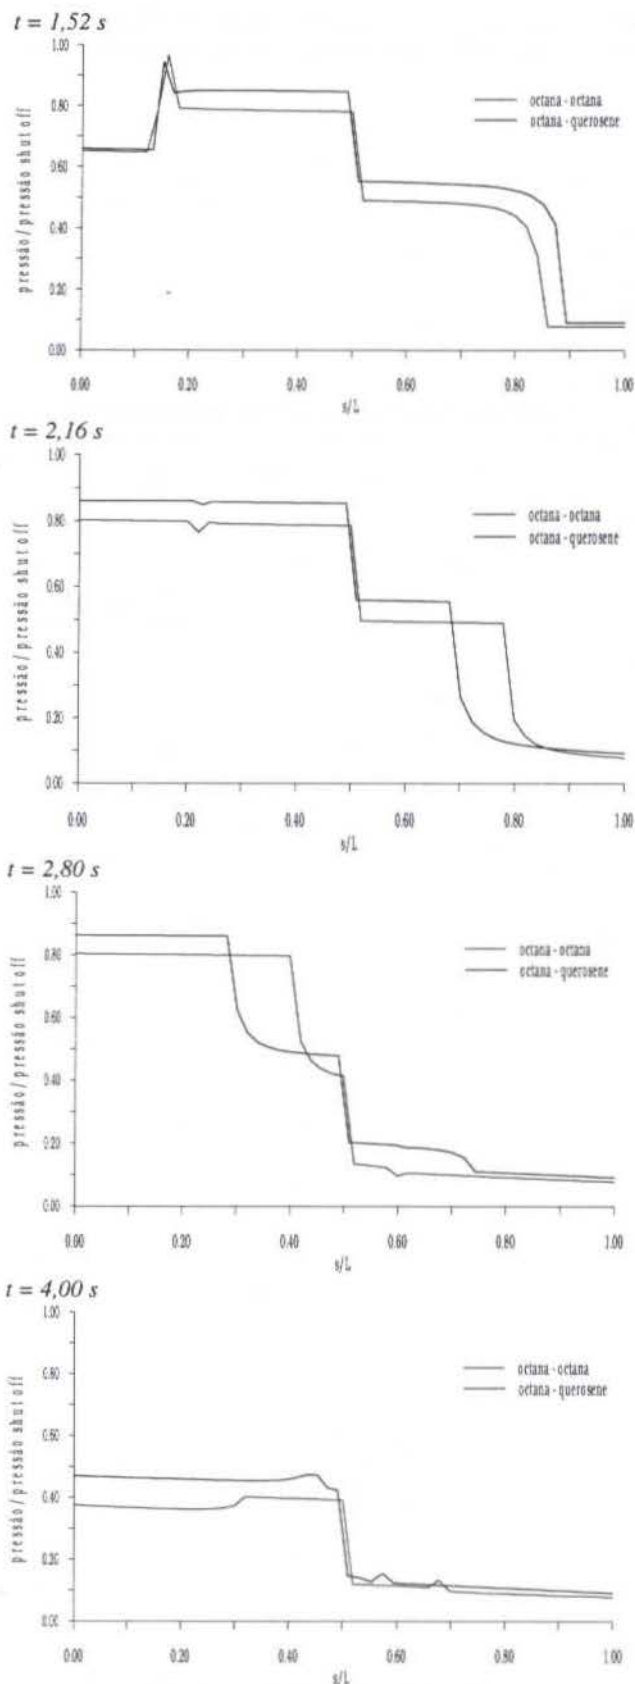 t = 1,52 s
1.00
0.80
0.60
0.40
0.20
0.00
pressão/pressão shut off
octana - octana
octana - querosene
0.00 0.20 0.40 0.60 0.80 1.00
s/L
t = 2,16 s
1.00
0.80
0.60
0.40
0.20
0.00
pressão/pressão shut off
octana - octana
octana - querosene
0.00 0.20 0.40 0.60 0.80 1.00
s/L
t = 2,80 s
1.00
0.80
0.60
0.40
0.20
0.00
pressão/pressão shut off
octana - octana
octana - querosene
0.00 0.20 0.40 0.60 0.80 1.00
s/L
t = 4,00 s
1.00
0.80
0.60
0.40
0.20
0.00
pressão/pressão shut off
octana - octana
octana - querosene
0.00 0.20 0.40 0.60 0.80 1.00
s/L